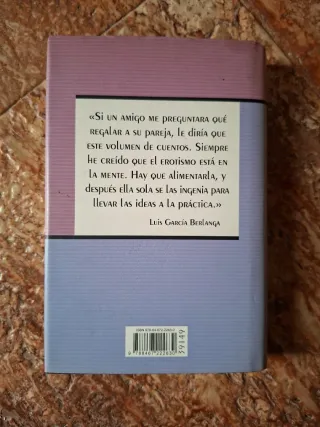 «Si un amigo me preguntara qué
regalar a su pareja, le diría que
este volumen de cuentos. Siempre
he creído que el erotismo está en
la mente. Hay que alimentarla, y
después ella sola se las ingenia para
llevar las ideas a la práctica.»
Luis García Berlanga
39149